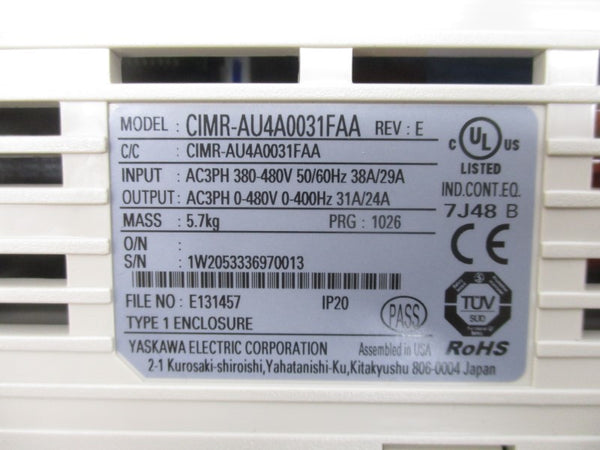 MODEL : CIMR-AU4A0031FAA REV : E
C/C : CIMR-AU4A0031FAA
INPUT : AC3PH 380-480V 50/60Hz 38A/29A
OUTPUT : AC3PH 0-480V 0-400Hz 31A/24A
MASS : 5.7kg PRG : 1026
O/N :
S/N : 1W2053336970013
FILE NO : E131457 IP20
TYPE 1 ENCLOSURE
PASS
YASKAWA ELECTRIC CORPORATION Assembled in USA
2-1 Kurosaki-shiroishi,Yahatanishi-Ku,Kitakyushu 806-0004 Japan
C UL US
LISTED
IND.CONT.EQ.
7J48 B
CE
TÜV
SÜD
RoHS